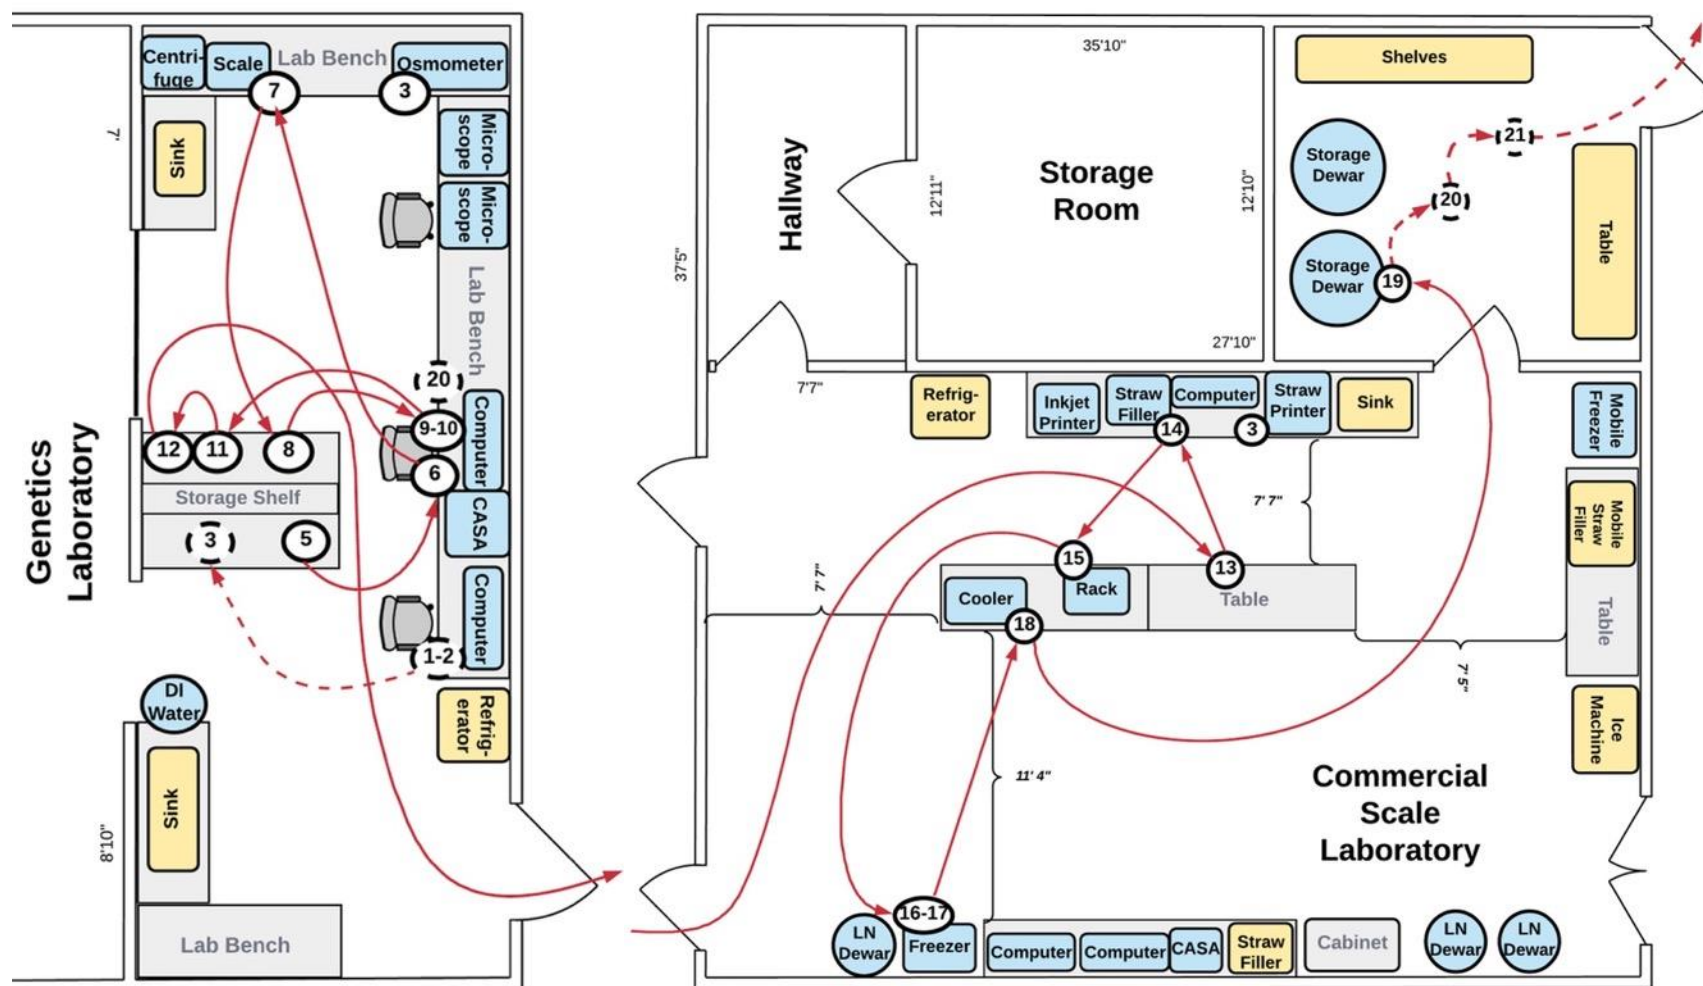 Centri-
fuge
Scale
Lab Bench
Osmometer
7
3
Sink
7'
Micro-
scope
Micro-
scope
Lab Bench
20
9-10
6
Computer
CASA
Computer
12
11
8
Storage Shelf
3
5
1-2
Genetics
Laboratory
DI
Water
Refrig-
erator
Sink
8'10"
Lab Bench
Hallway
37'5"
35'10"
Storage
Room
12'11"
12'10"
27'10"
7'7"
Shelves
Storage
Dewar
Storage
Dewar
19
20
21
Table
Refrig-
erator
Inkjet
Printer
Straw
Filler
Computer
Straw
Printer
Sink
14
3
Mobile
Freezer
7' 7"
Mobile
Straw
Filler
Table
Ice
Machine
7' 7"
Cooler
15
Rack
13
Table
18
7' 5"
11' 4"
Commercial
Scale
Laboratory
16-17
LN
Dewar
Freezer
Computer
Computer
CASA
Straw
Filler
Cabinet
LN
Dewar
LN
Dewar